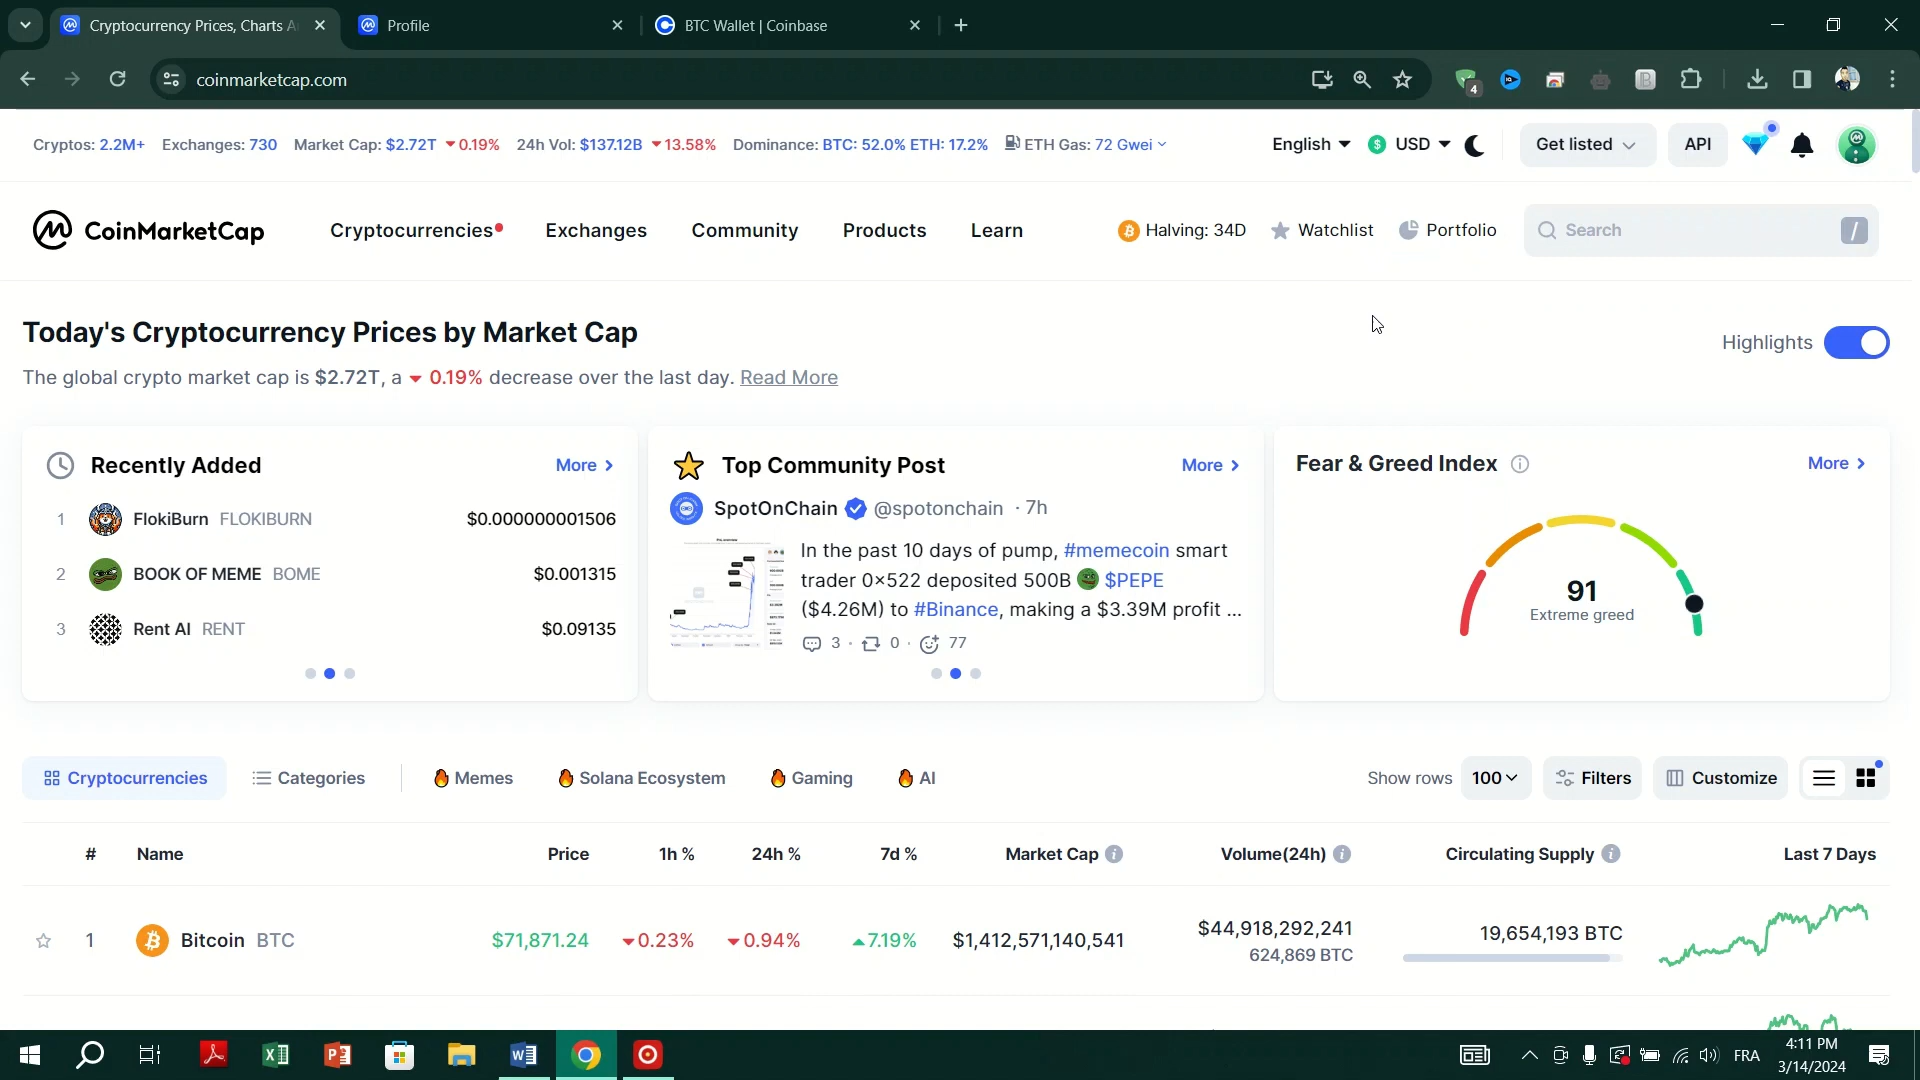 Cryptocurrency Prices, Charts A
Profile
BTC Wallet | Coinbase
coinmarketcap.com
4
Cryptos: 2.2M+ Exchanges: 730 Market Cap: $2.72T 0.19% 24h Vol: $137.12B 13.58% Dominance: BTC: 52.0% ETH: 17.2% ETH Gas: 72 Gwei
English USD Get listed API
CoinMarketCap Cryptocurrencies Exchanges Community Products Learn Halving: 34D Watchlist Portfolio Search /
Today's Cryptocurrency Prices by Market Cap
Highlights
The global crypto market cap is $2.72T, a 0.19% decrease over the last day. Read More
Recently Added More
1 FlokiBurn FLOKIBURN $0.000000001506
2 BOOK OF MEME BOME $0.001315
3 Rent AI RENT $0.09135
Top Community Post More
SpotOnChain @spotonchain · 7h
In the past 10 days of pump, #memecoin smart
trader 0×522 deposited 500B $PEPE
($4.26M) to #Binance, making a $3.39M profit ...
3 · 0 · 77
Fear & Greed Index More
91
Extreme greed
Cryptocurrencies Categories Memes Solana Ecosystem Gaming AI Show rows 100 Filters Customize
# Name Price 1h % 24h % 7d % Market Cap Volume(24h) Circulating Supply Last 7 Days
1 Bitcoin BTC $71,871.24 0.23% 0.94% 7.19% $1,412,571,140,541 $44,918,292,241 19,654,193 BTC
624,869 BTC
FRA
4:11 PM
3/14/2024